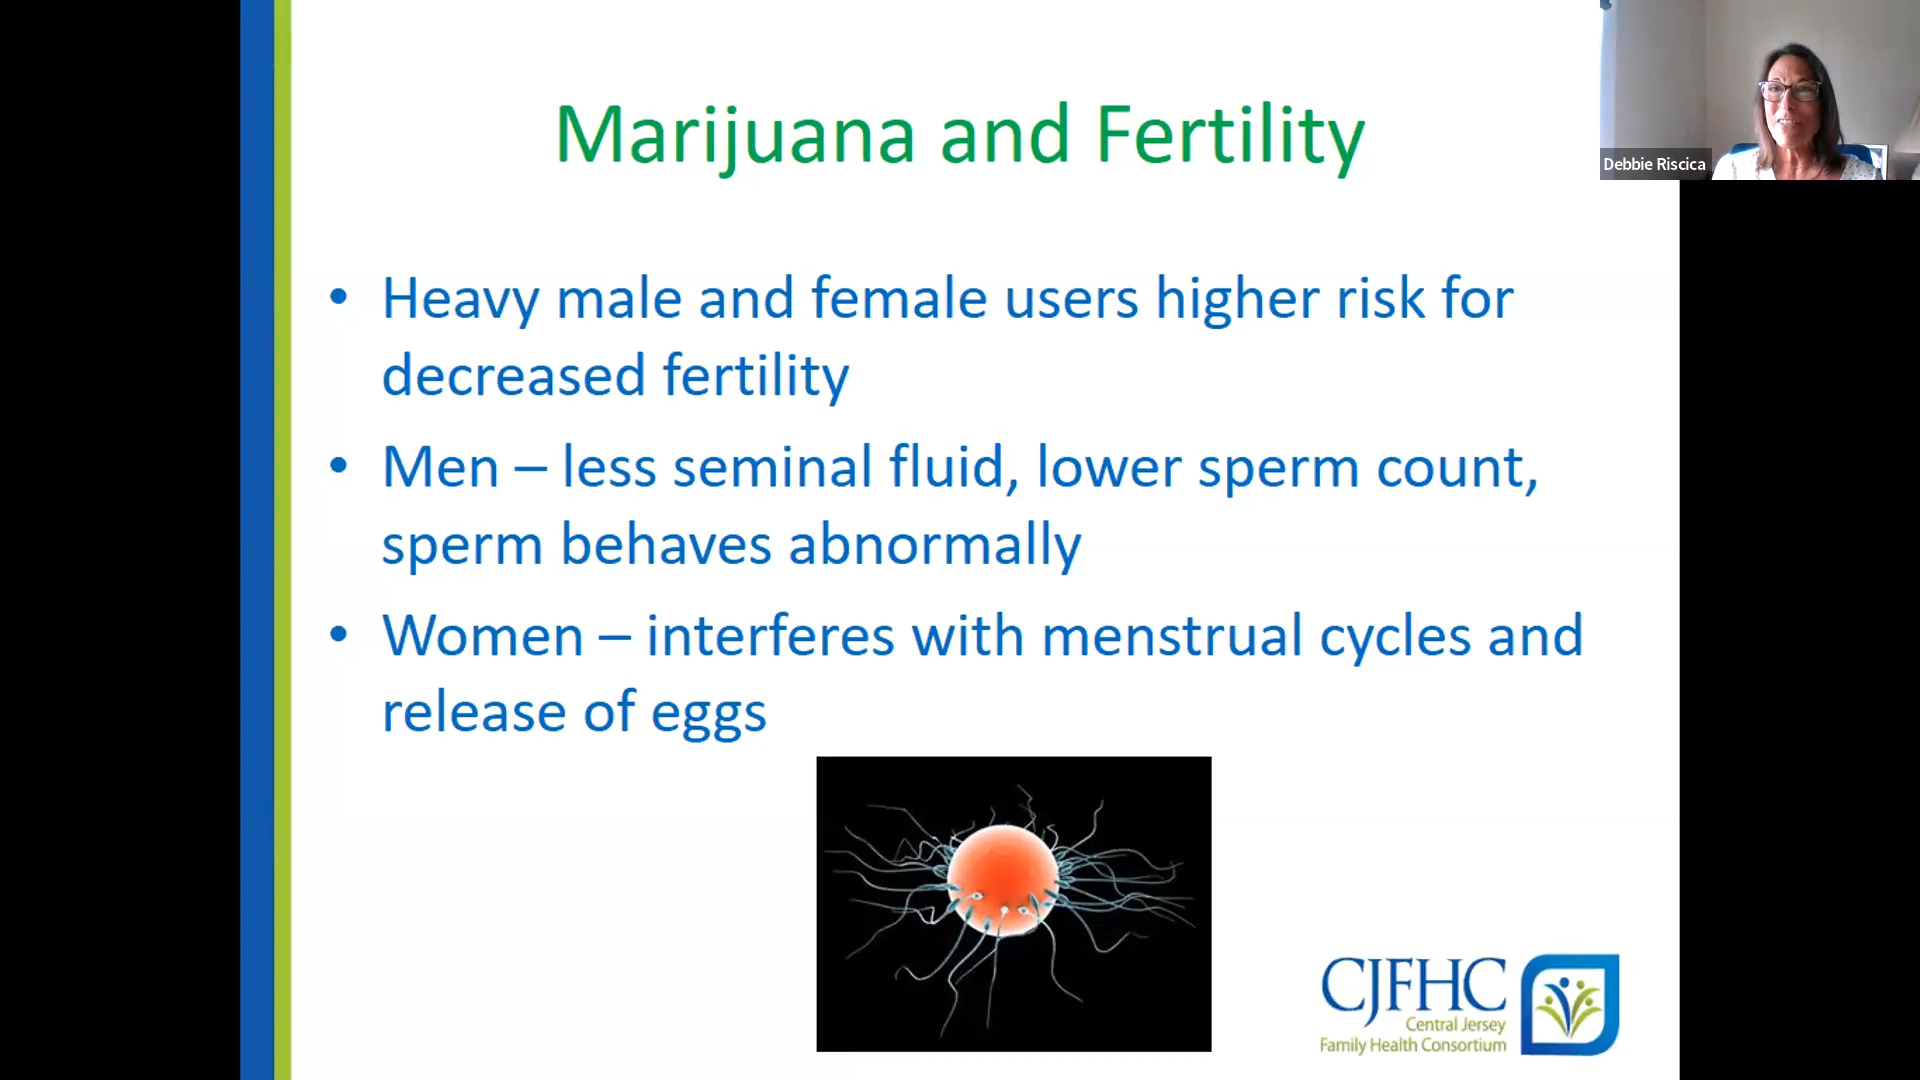 Marijuana and Fertility
Debbie Riscica
• Heavy male and female users higher risk for
decreased fertility
• Men – less seminal fluid, lower sperm count,
sperm behaves abnormally
• Women – interferes with menstrual cycles and
release of eggs
CJFHC
Central Jersey
Family Health Consortium